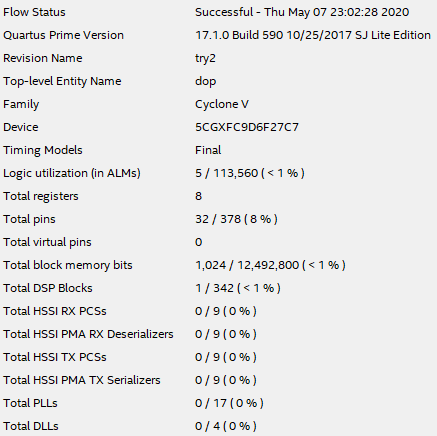 Flow Status Successful - Thu May 07 23:02:28 2020
Quartus Prime Version 17.1.0 Build 590 10/25/2017 SJ Lite Edition
Revision Name try2
Top-level Entity Name dop
Family Cyclone V
Device 5CGXFC9D6F27C7
Timing Models Final
Logic utilization (in ALMs) 5 / 113,560 ( < 1 % )
Total registers 8
Total pins 32 / 378 ( 8 % )
Total virtual pins 0
Total block memory bits 1,024 / 12,492,800 ( < 1 % )
Total DSP Blocks 1 / 342 ( < 1 % )
Total HSSI RX PCSs 0 / 9 ( 0 % )
Total HSSI PMA RX Deserializers 0 / 9 ( 0 % )
Total HSSI TX PCSs 0 / 9 ( 0 % )
Total HSSI PMA TX Serializers 0 / 9 ( 0 % )
Total PLLs 0 / 17 ( 0 % )
Total DLLs 0 / 4 ( 0 % )